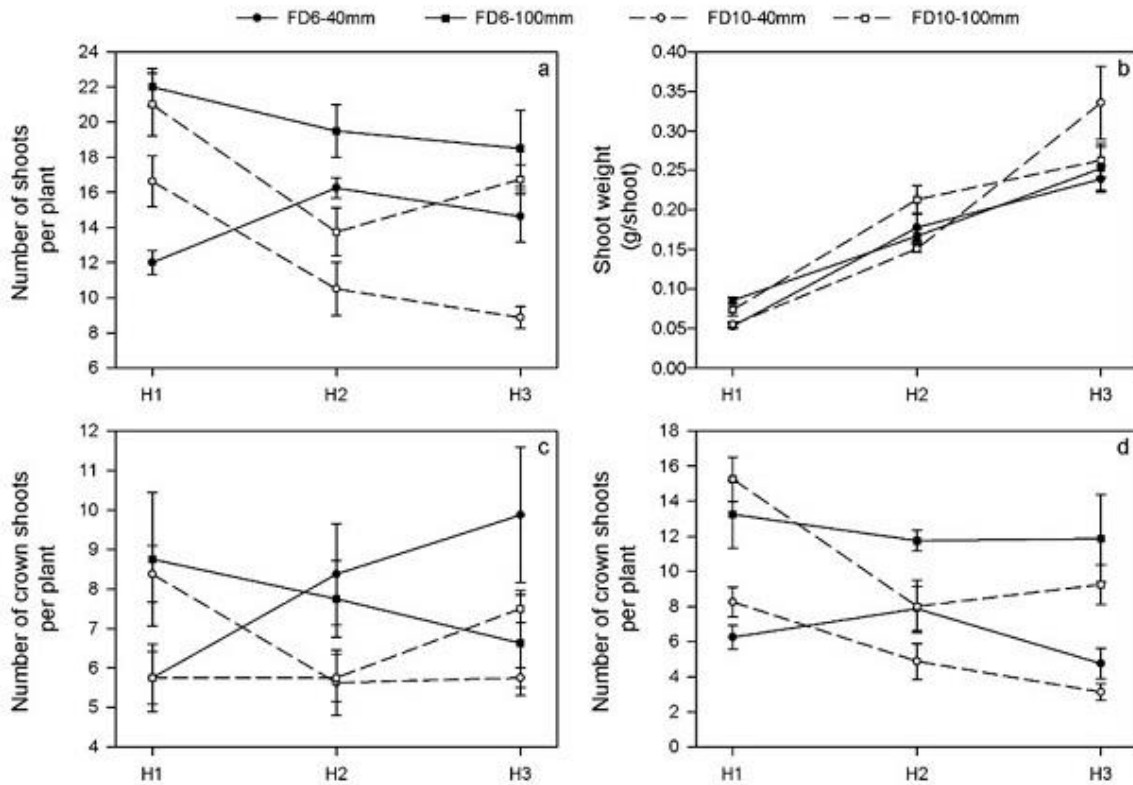 FD6-40mm FD6-100mm FD10-40mm FD10-100mm
a
Number of shoots
per plant
24
22
20
18
16
14
12
10
8
6
H1 H2 H3
b
Shoot weight
(g/shoot)
0.40
0.35
0.30
0.25
0.20
0.15
0.10
0.05
0.00
H1 H2 H3
c
Number of crown shoots
per plant
12
11
10
9
8
7
6
5
4
H1 H2 H3
d
Number of crown shoots
per plant
18
16
14
12
10
8
6
4
2
0
H1 H2 H3